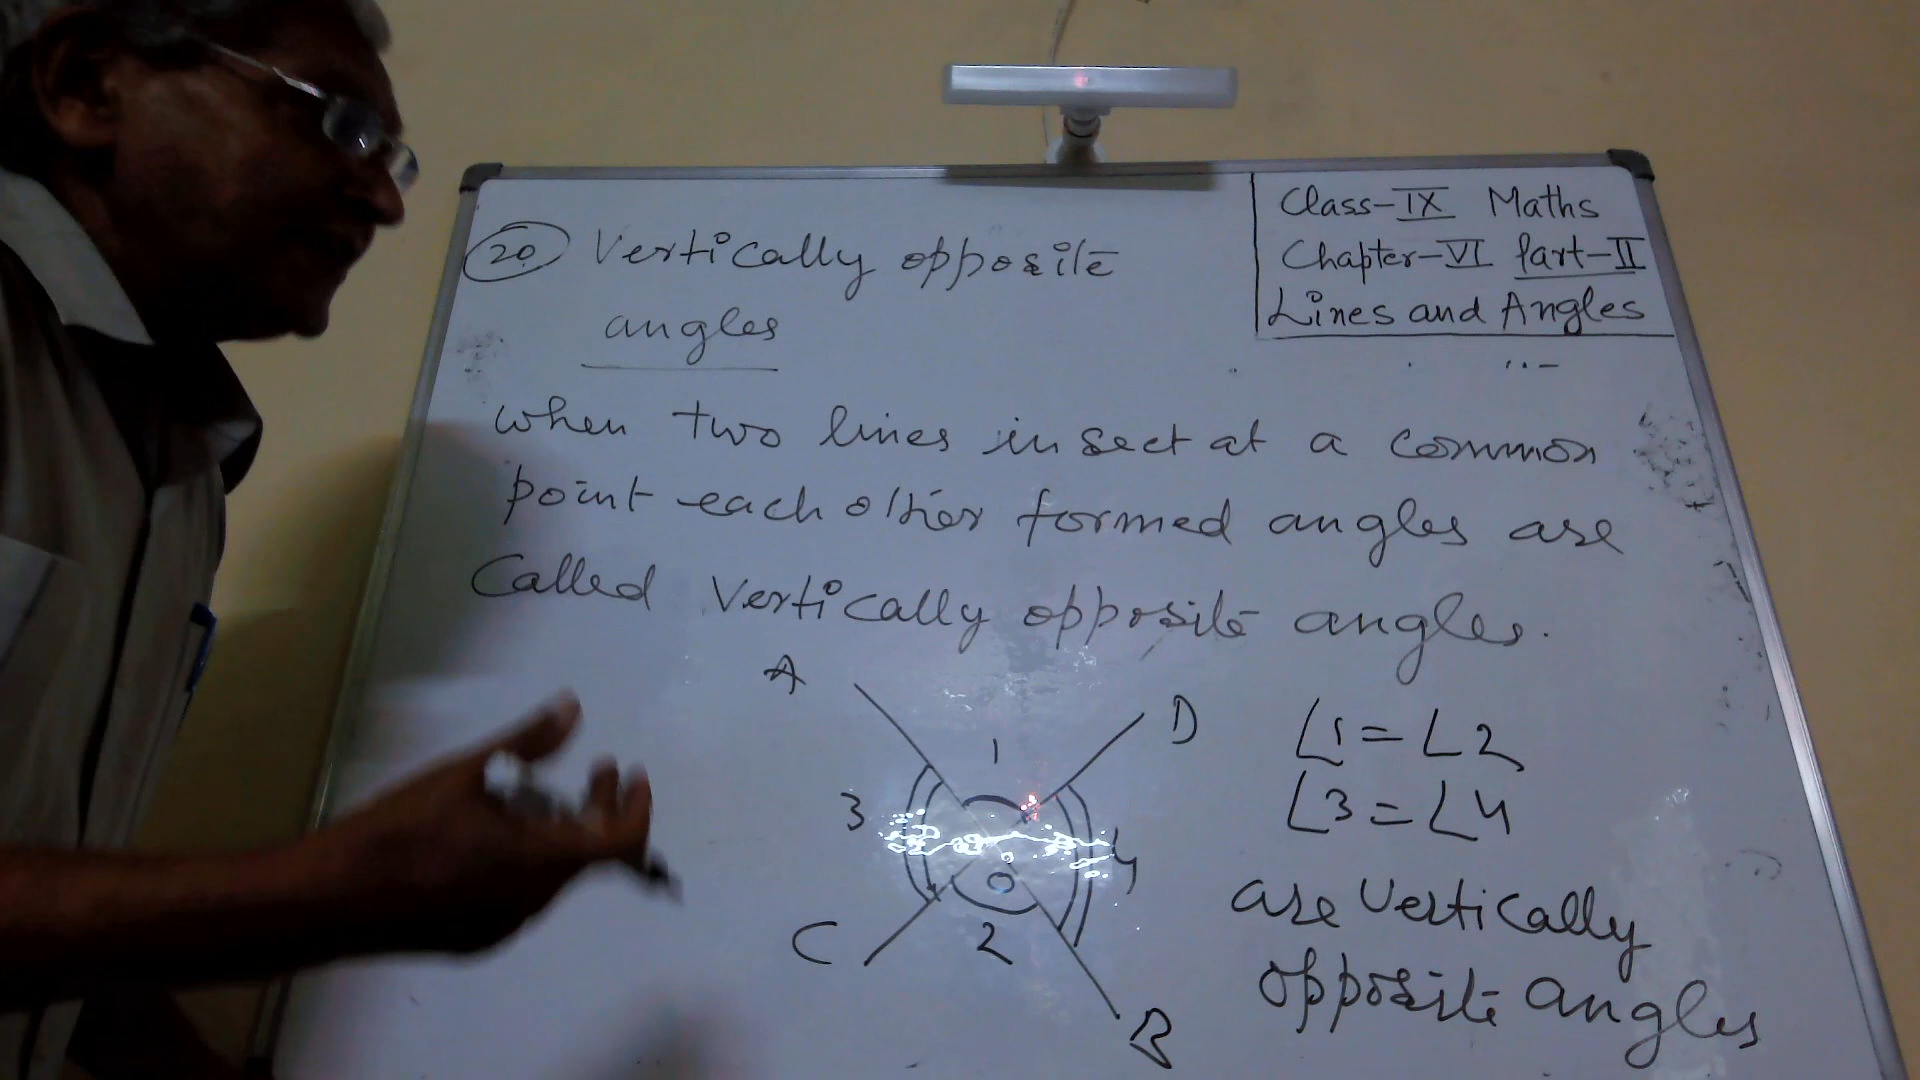 Class-IX Maths
Chapter-VI Part-II
Lines and Angles
20 Vertically opposite
angles
when two lines insect at a common
point each other formed angles are
Called Vertically opposite angles.
A
D
1
3
4
O
2
C
B
∠1=∠2
∠3=∠4
are Vertically
opposite angles